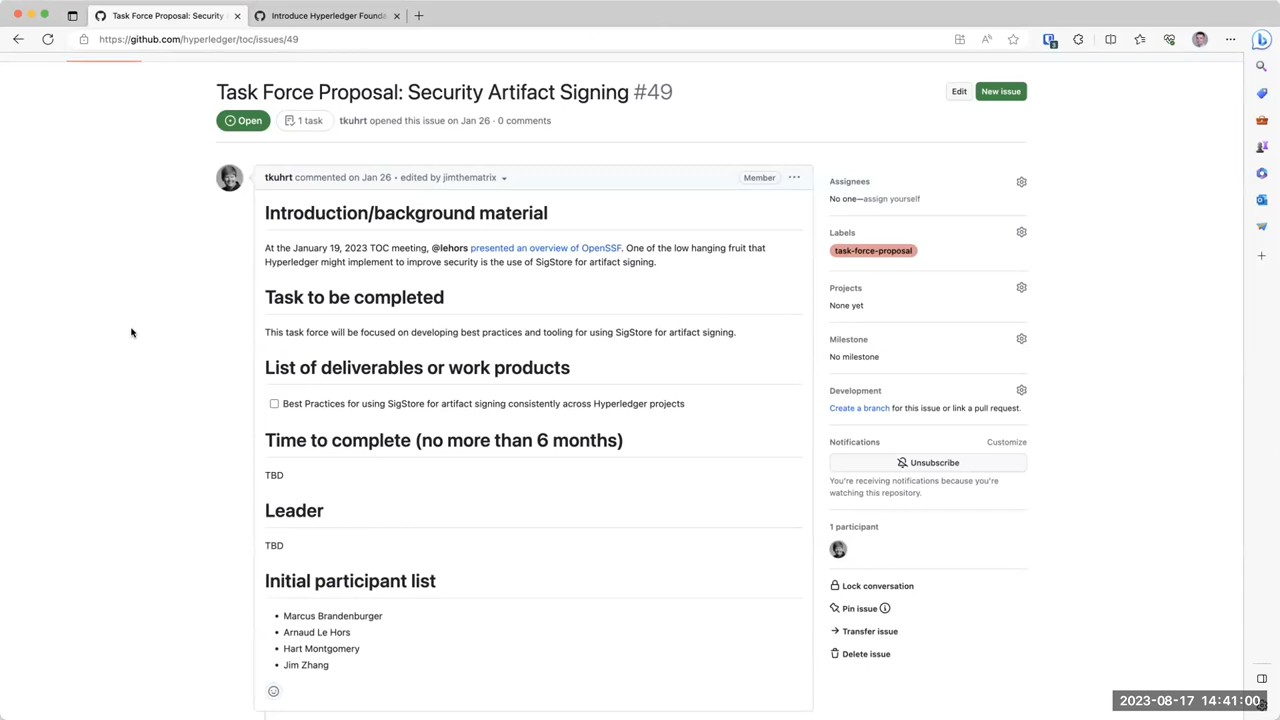 Task Force Proposal: Security
Introduce Hyperledger Founda
https://github.com/hyperledger/toc/issues/49
Task Force Proposal: Security Artifact Signing #49
Edit
New issue
Open
1 task
tkuhrt opened this issue on Jan 26 · 0 comments
tkuhrt commented on Jan 26 • edited by jimthematrix
Member
Introduction/background material
At the January 19, 2023 TOC meeting, @lehors presented an overview of OpenSSF. One of the low hanging fruit that
Hyperledger might implement to improve security is the use of SigStore for artifact signing.
Task to be completed
This task force will be focused on developing best practices and tooling for using SigStore for artifact signing.
List of deliverables or work products
Best Practices for using SigStore for artifact signing consistently across Hyperledger projects
Time to complete (no more than 6 months)
TBD
Leader
TBD
Initial participant list
• Marcus Brandenburger
• Arnaud Le Hors
• Hart Montgomery
• Jim Zhang
Assignees
No one—assign yourself
Labels
task-force-proposal
Projects
None yet
Milestone
No milestone
Development
Create a branch for this issue or link a pull request.
Notifications
Customize
Unsubscribe
You're receiving notifications because you're
watching this repository.
1 participant
Lock conversation
Pin issue
Transfer issue
Delete issue
2023-08-17 14:41:00